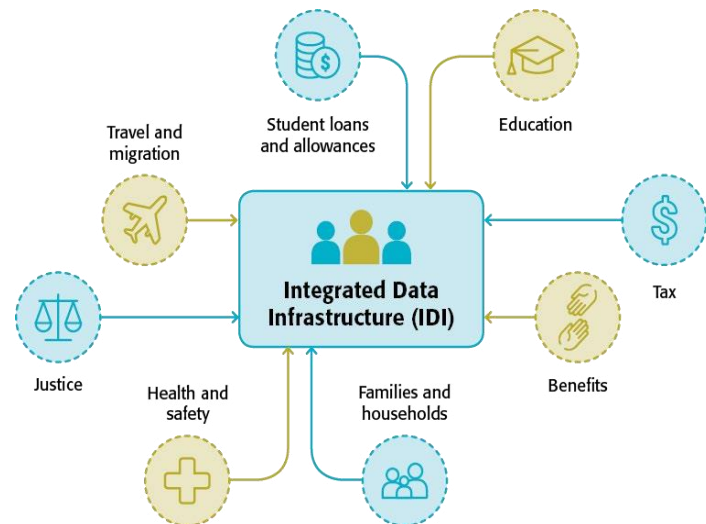 Student loans
and allowances
Education
Travel and
migration
Integrated Data
Infrastructure (IDI)
Tax
Justice
Benefits
Health and
safety
Families and
households